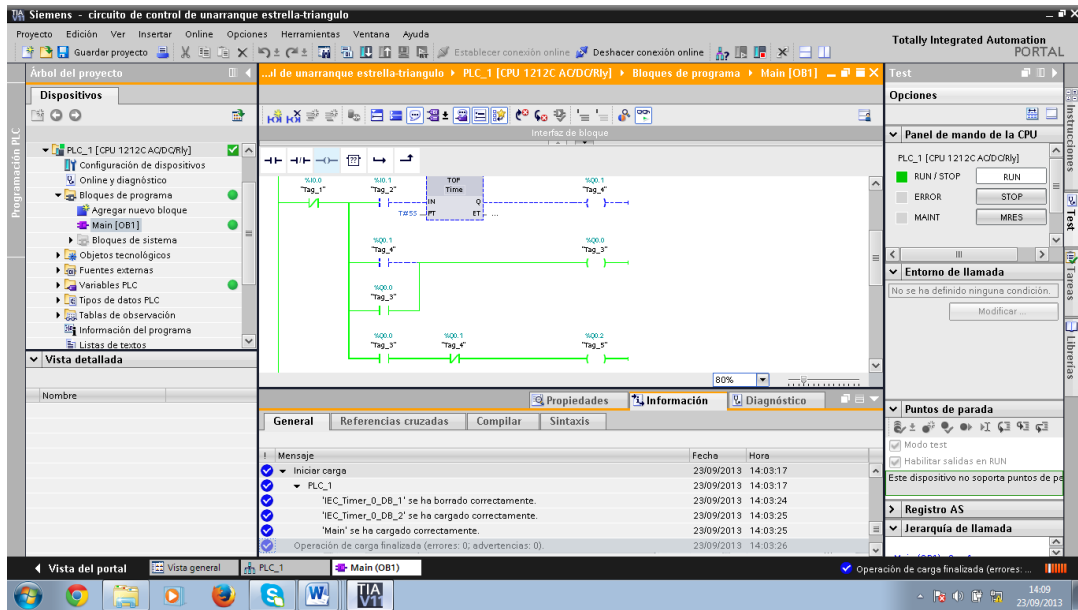 Siemens - circuito de control de unarranque estrella-triangulo
Proyecto Edición Ver Insertar Online Opciones Herramientas Ventana Ayuda
Totally Integrated Automation
PORTAL
Guardar proyecto
Establecer conexión online
Deshacer conexión online
Árbol del proyecto
...ol de unarranque estrella-triangulo PLC_1 [CPU 1212C AC/DC/Rly] Bloques de programa Main [OB1]
Test
Dispositivos
Opciones
Interfaz de bloque
Programación PLC
PLC_1 [CPU 1212C AC/DC/Rly]
Configuración de dispositivos
Online y diagnóstico
Bloques de programa
Agregar nuevo bloque
Main [OB1]
Bloques de sistema
Objetos tecnológicos
Fuentes externas
Variables PLC
Tipos de datos PLC
Tablas de observación
Información del programa
Listas de textos
Vista detallada
Nombre
??
%I0.0
"Tag_1"
%I0.1
"Tag_2"
TOF
Time
IN Q
T#5S PT ET ...
%Q0.1
"Tag_4"
%Q0.1
"Tag_4"
%Q0.0
"Tag_3"
%Q0.0
"Tag_3"
%Q0.0
"Tag_3"
%Q0.1
"Tag_4"
%Q0.2
"Tag_5"
80%
Panel de mando de la CPU
PLC_1 [CPU 1212C AC/DC/Rly]
RUN / STOP RUN
ERROR STOP
MAINT MRES
Entorno de llamada
No se ha definido ninguna condición.
Modificar ...
Puntos de parada
Modo test
Habilitar salidas en RUN
Este dispositivo no soporta puntos de pa
Registro AS
Jerarquía de llamada
Instrucciones
Test
Tareas
Librerías
Propiedades Información Diagnóstico
General Referencias cruzadas Compilar Sintaxis
! Mensaje Fecha Hora
Iniciar carga 23/09/2013 14:03:17
PLC_1 23/09/2013 14:03:17
'IEC_Timer_0_DB_1' se ha borrado correctamente. 23/09/2013 14:03:24
'IEC_Timer_0_DB_2' se ha cargado correctamente. 23/09/2013 14:03:25
'Main' se ha cargado correctamente. 23/09/2013 14:03:25
Operación de carga finalizada (errores: 0; advertencias: 0). 23/09/2013 14:03:26
Vista del portal Vista general PLC_1 Main (OB1)
Operación de carga finalizada (errores: ...
TIA
V11
14:09
23/09/2013